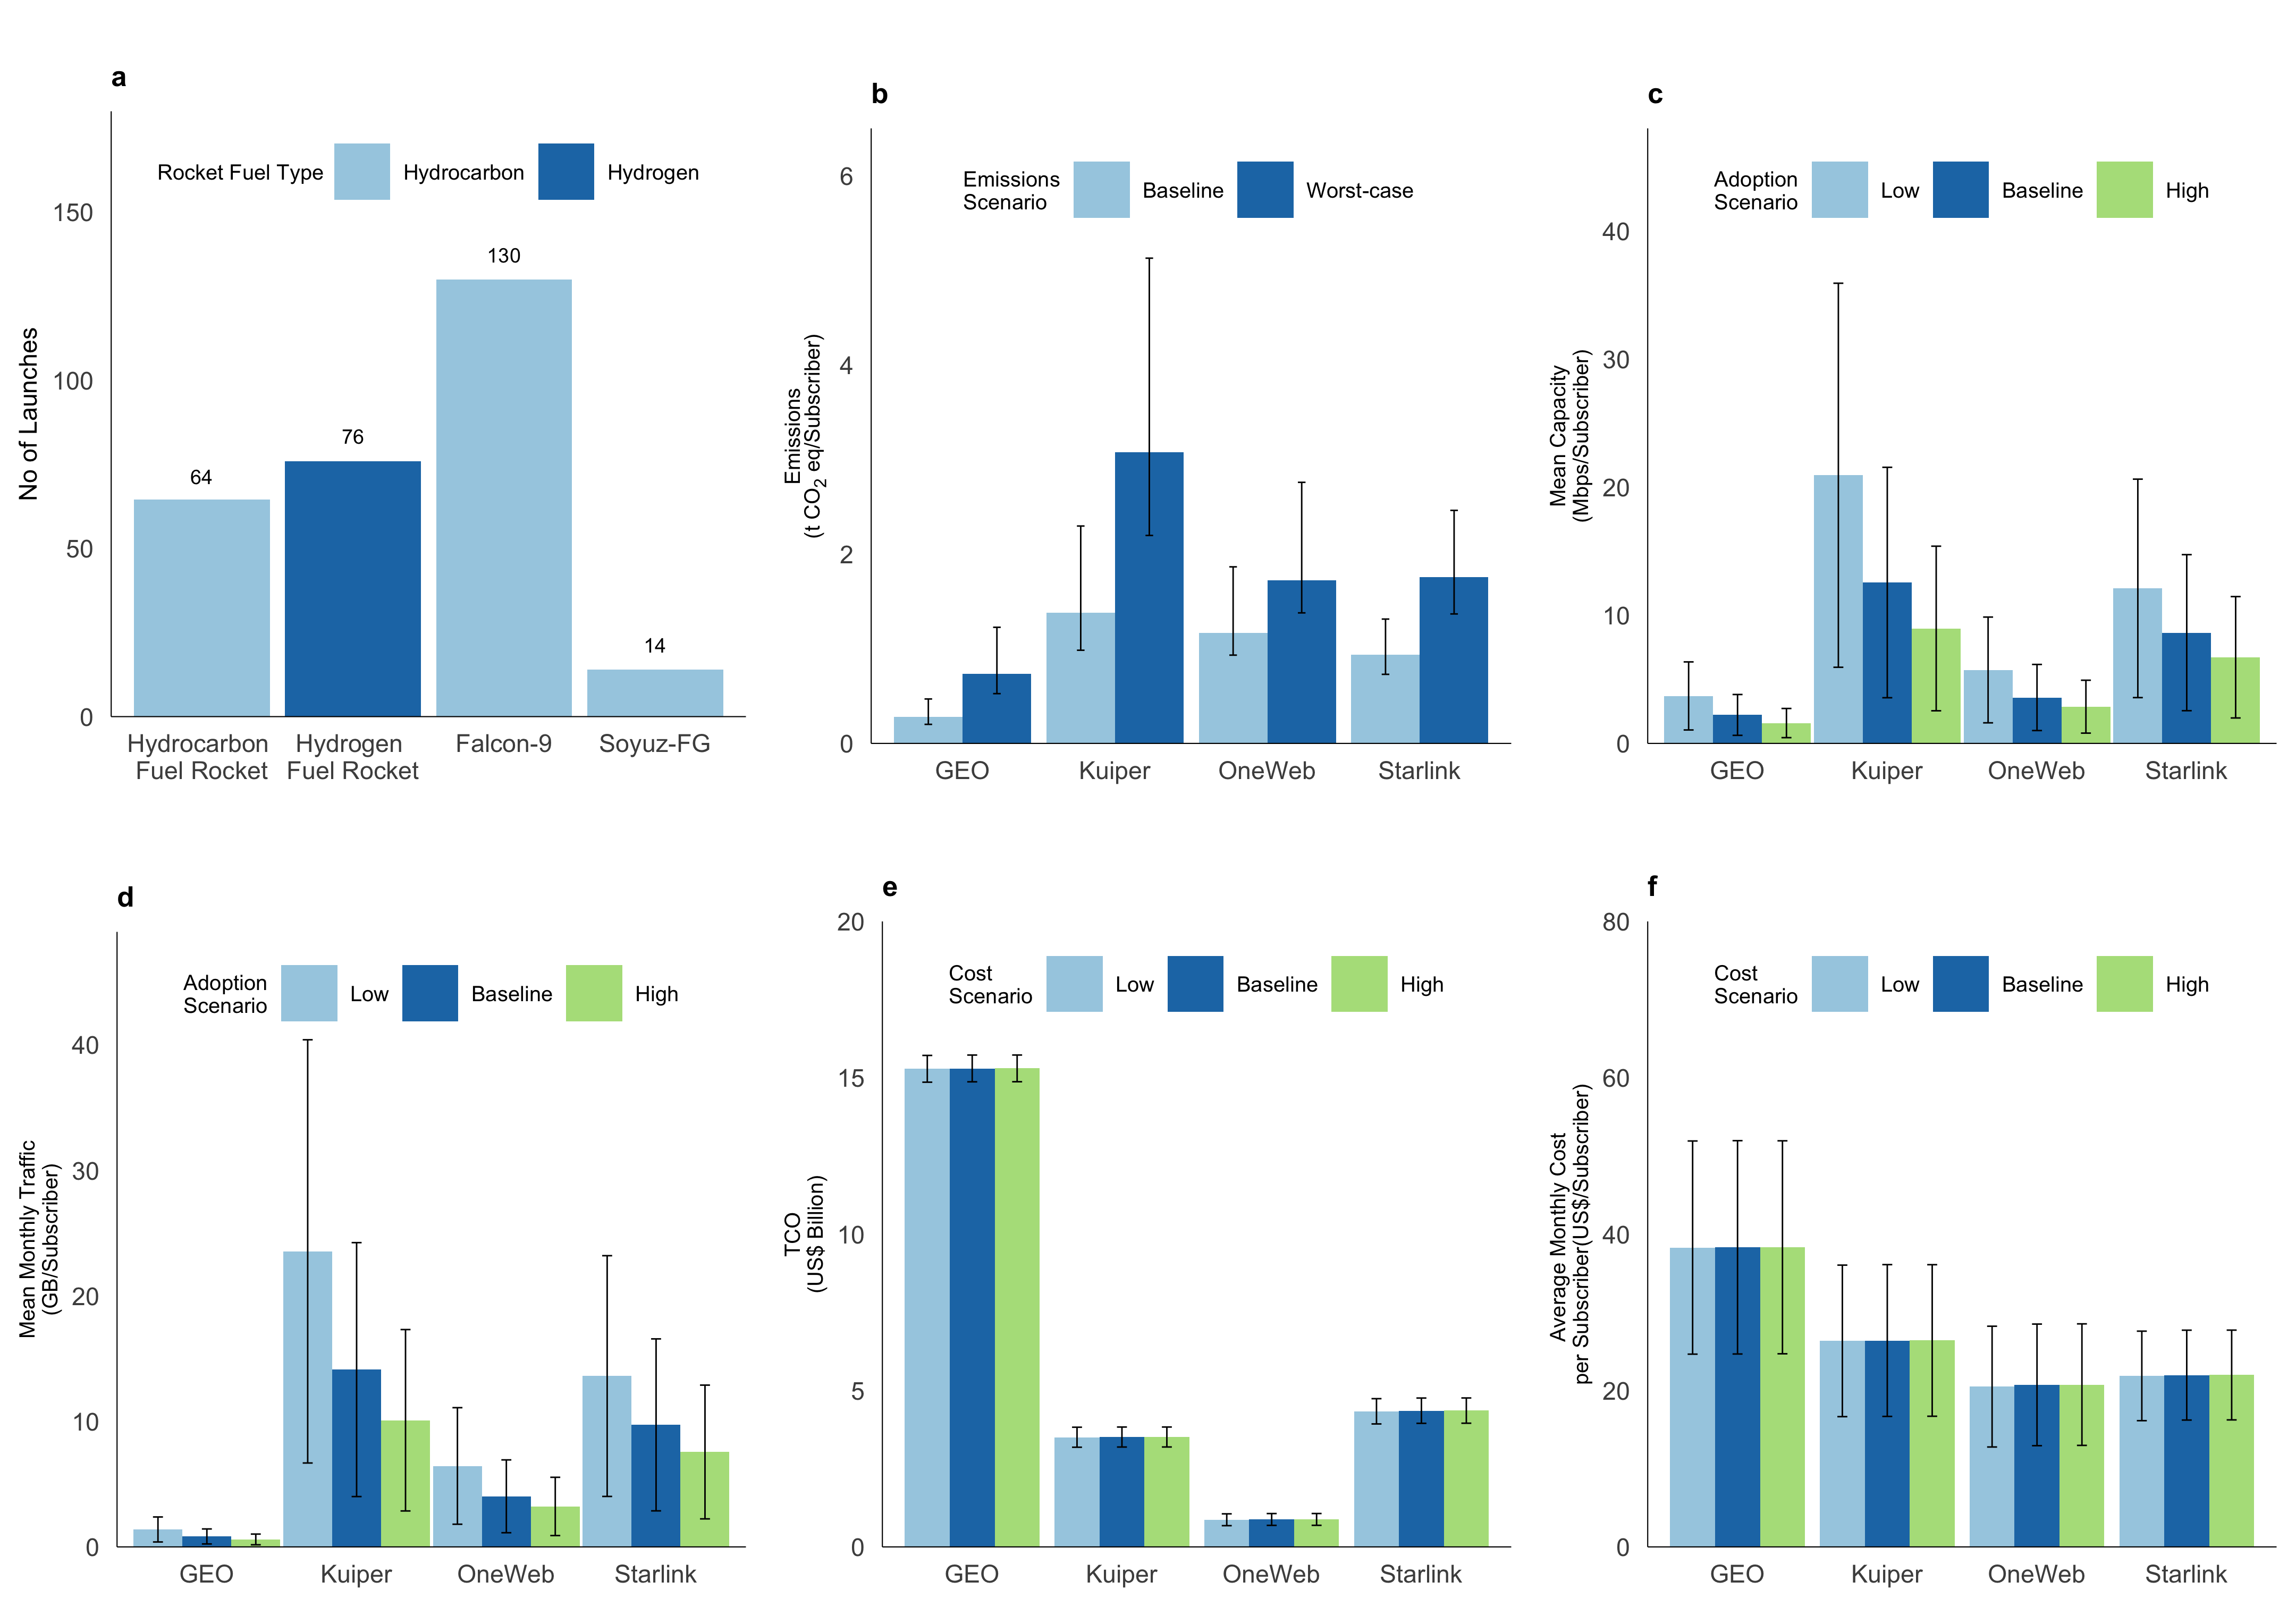 a
Rocket Fuel Type Hydrocarbon Hydrogen
No of Launches
150
100
50
0
64
76
130
14
Hydrocarbon
Fuel Rocket
Hydrogen
Fuel Rocket
Falcon-9
Soyuz-FG
b
Emissions
Scenario
Baseline
Worst-case
Emissions
(t CO2 eq/Subscriber)
6
4
2
0
GEO
Kuiper
OneWeb
Starlink
c
Adoption
Scenario
Low
Baseline
High
Mean Capacity
(Mbps/Subscriber)
40
30
20
10
0
GEO
Kuiper
OneWeb
Starlink
d
Adoption
Scenario
Low
Baseline
High
Mean Monthly Traffic
(GB/Subscriber)
40
30
20
10
0
GEO
Kuiper
OneWeb
Starlink
e
Cost
Scenario
Low
Baseline
High
TCO
(US$ Billion)
20
15
10
5
0
GEO
Kuiper
OneWeb
Starlink
f
Cost
Scenario
Low
Baseline
High
Average Monthly Cost
per Subscriber(US$/Subscriber)
80
60
40
20
0
GEO
Kuiper
OneWeb
Starlink